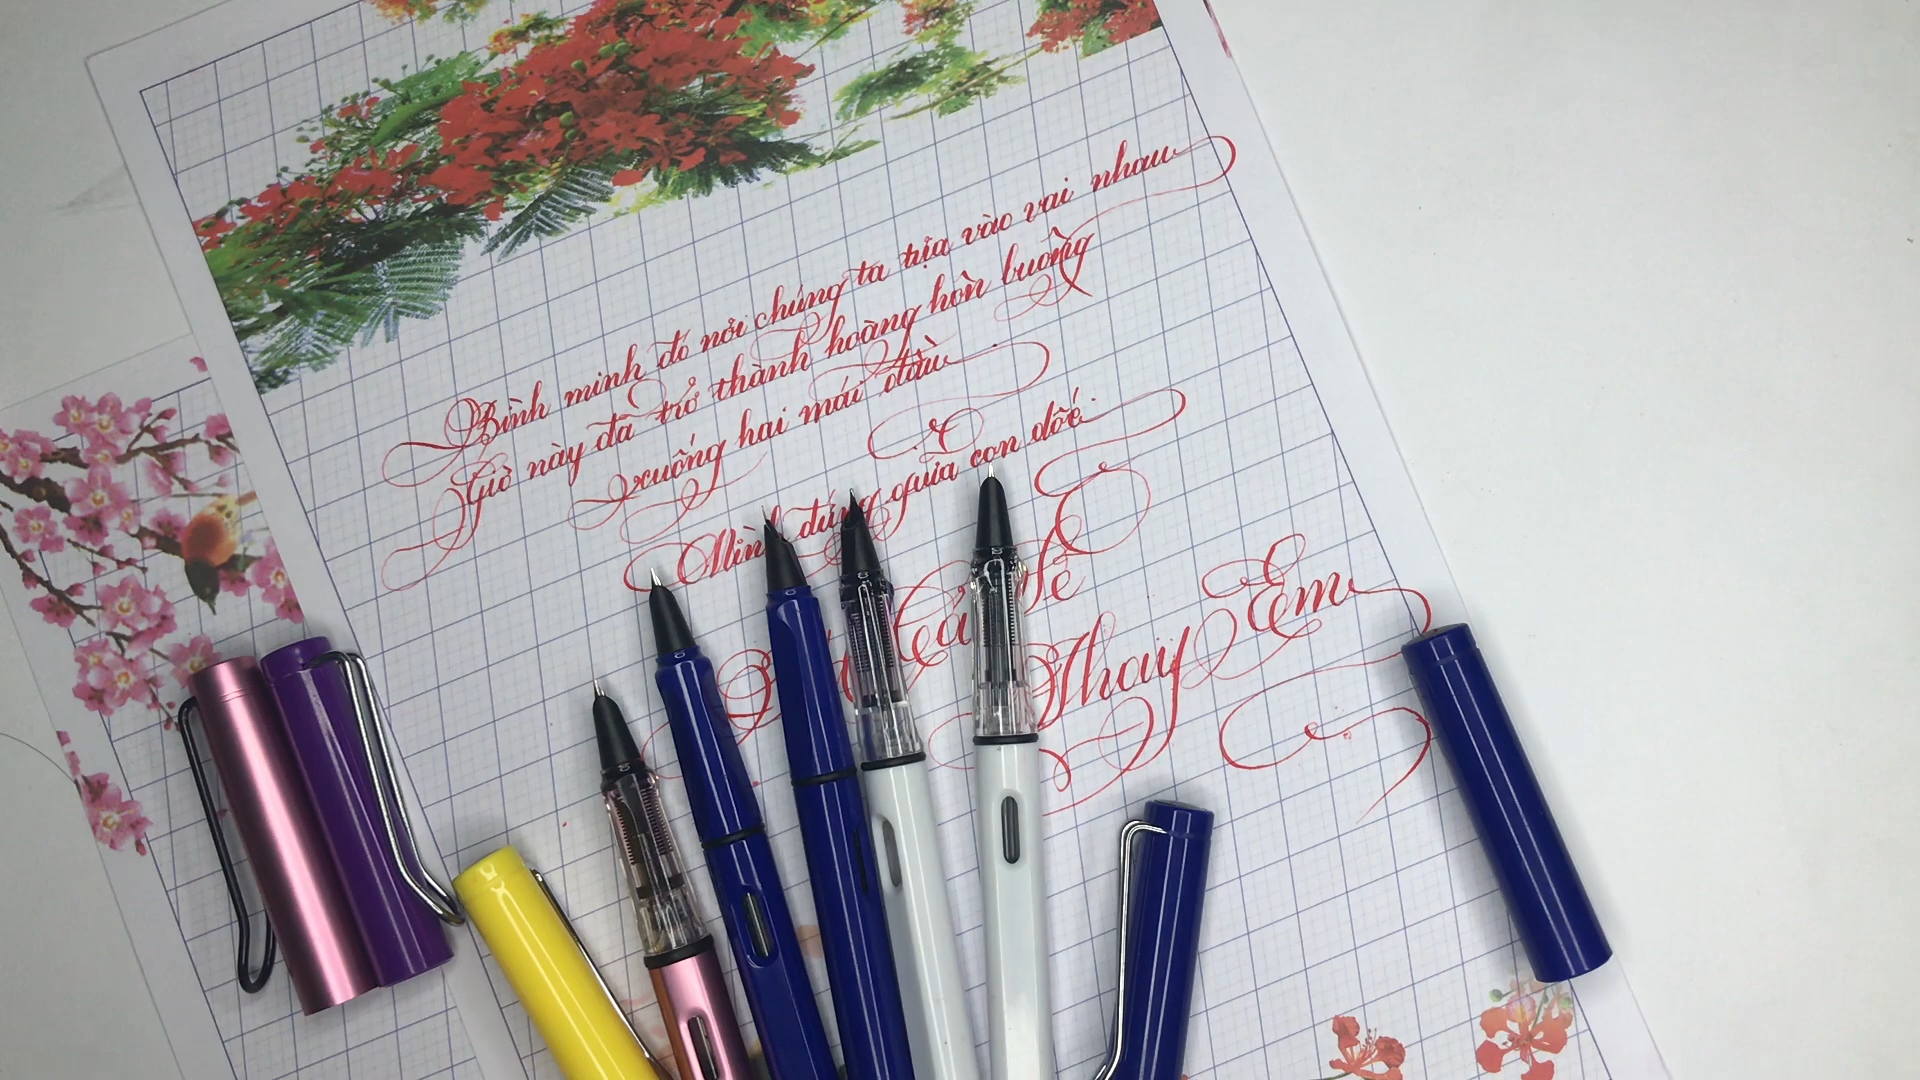 Bình minh đó nơi chúng ta tựa vào vai nhau
Giờ này đã trở thành hoàng hôn buông
xuống hai mái đầu
Mình đứng giữa con dốc
Thay Em